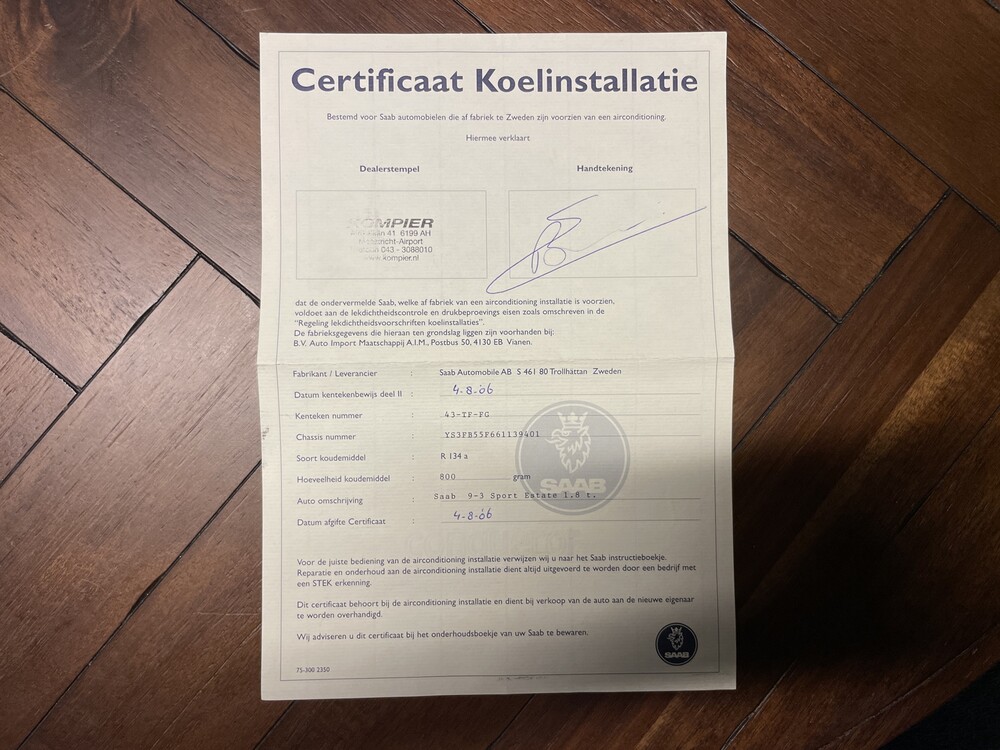 Certificaat Koelinstallatie
Bestemd voor Saab automobielen die af fabriek te Zweden zijn voorzien van een airconditioning.
Hiermee verklaart
Dealerstempel
Handtekening
KOMPIER
41 6199 AH
Maastricht-Airport
043 - 3088010
www.kompier.nl
dat de ondervermelde Saab, welke af fabriek van een airconditioning installatie is voorzien,
voldoet aan de lekdichtheidscontrole en drukbeproevings eisen zoals omschreven in de
“Regeling lekdichtheidsvoorschriften koelinstallaties”.
De fabrieksgegevens die hieraan ten grondslag liggen zijn voorhanden bij:
B.V. Auto Import Maatschappij A.I.M., Postbus 50, 4130 EB Vianen.
Fabrikant / Leverancier : Saab Automobile AB S 461 80 Trollhättan Zweden
Datum kentekenbewijs deel II : 4-8-06
Kenteken nummer : 43-TF-FG
Chassis nummer : YS3FB55F661139401
Soort koudemiddel : R 134 a
Hoeveelheid koudemiddel : 800 gram
Auto omschrijving : Saab 9-3 Sport Estate 1.8 t.
Datum afgifte Certificaat : 4-8-06
SAAB
Voor de juiste bediening van de airconditioning installatie verwijzen wij u naar het Saab instructieboekje.
Reparatie en onderhoud aan de airconditioning installatie dient altijd uitgevoerd te worden door een bedrijf met
een STEK erkenning.
Dit certificaat behoort bij de airconditioning installatie en dient bij verkoop van de auto aan de nieuwe eigenaar
te worden overhandigd.
Wij adviseren u dit certificaat bij het onderhoudsboekje van uw Saab te bewaren.
SAAB
75-300 2350